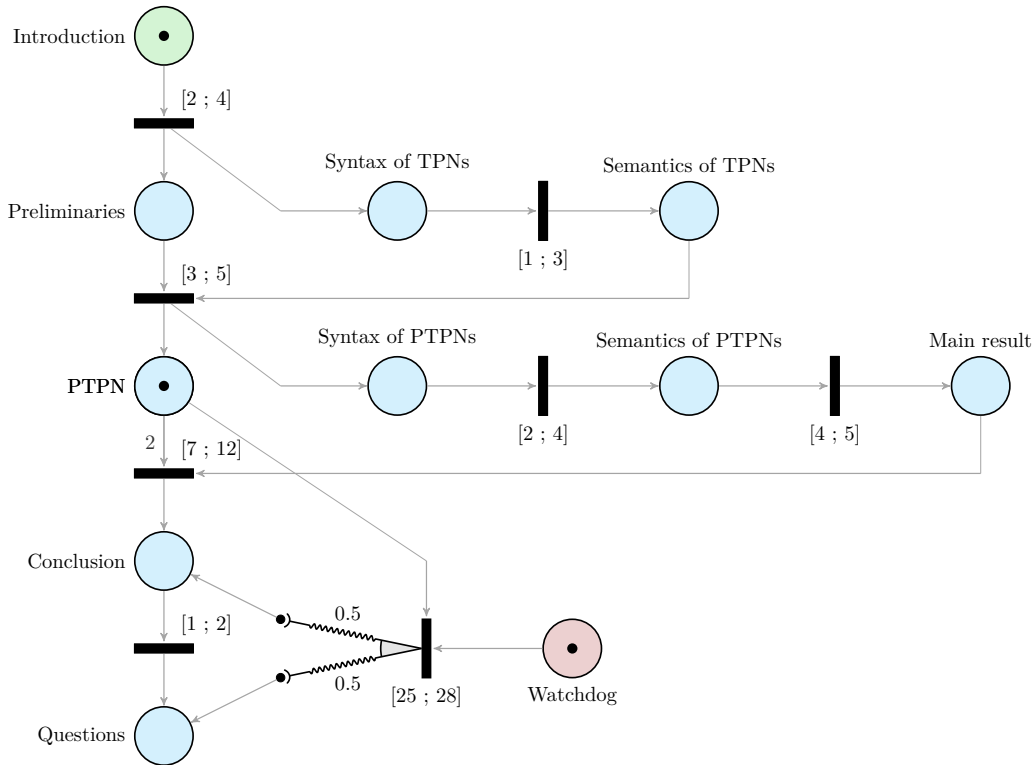 Introduction
[2 ; 4]
Syntax of TPNs
Semantics of TPNs
Preliminaries
[1 ; 3]
[3 ; 5]
Syntax of PTPNs
Semantics of PTPNs
Main result
PTPN
[2 ; 4]
[4 ; 5]
2
[7 ; 12]
Conclusion
0.5
[1 ; 2]
0.5
[25 ; 28]
Watchdog
Questions